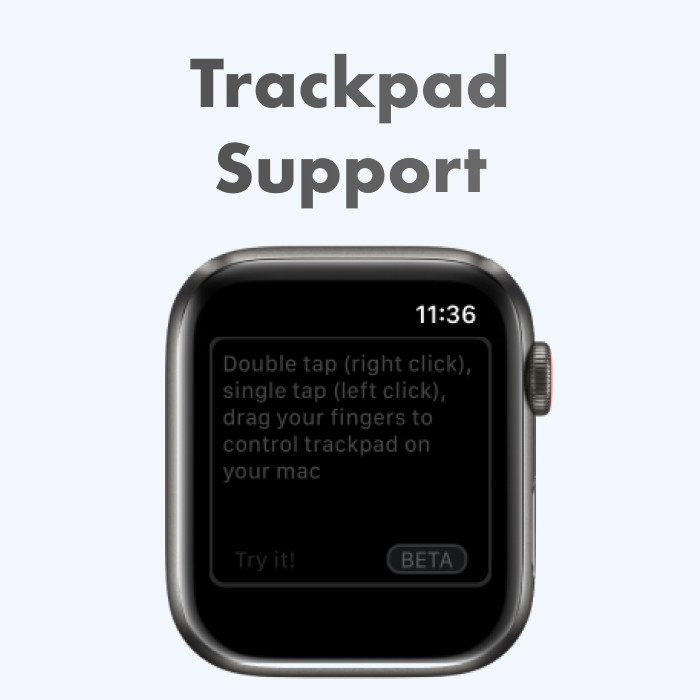 Trackpad
Support
11:36
Double tap (right click),
single tap (left click),
drag your fingers to
control trackpad on
your mac
Try it!
BETA